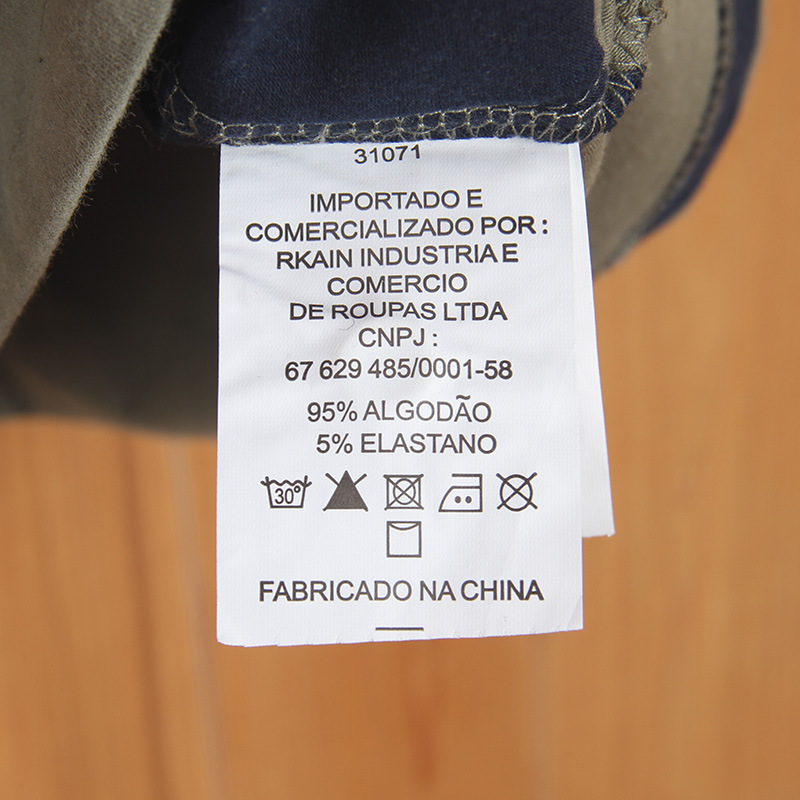 31071
IMPORTADO E
COMERCIALIZADO POR :
RKAIN INDUSTRIA E
COMERCIO
DE ROUPAS LTDA
CNPJ :
67 629 485/0001-58
95% ALGODÃO
5% ELASTANO
30°
FABRICADO NA CHINA